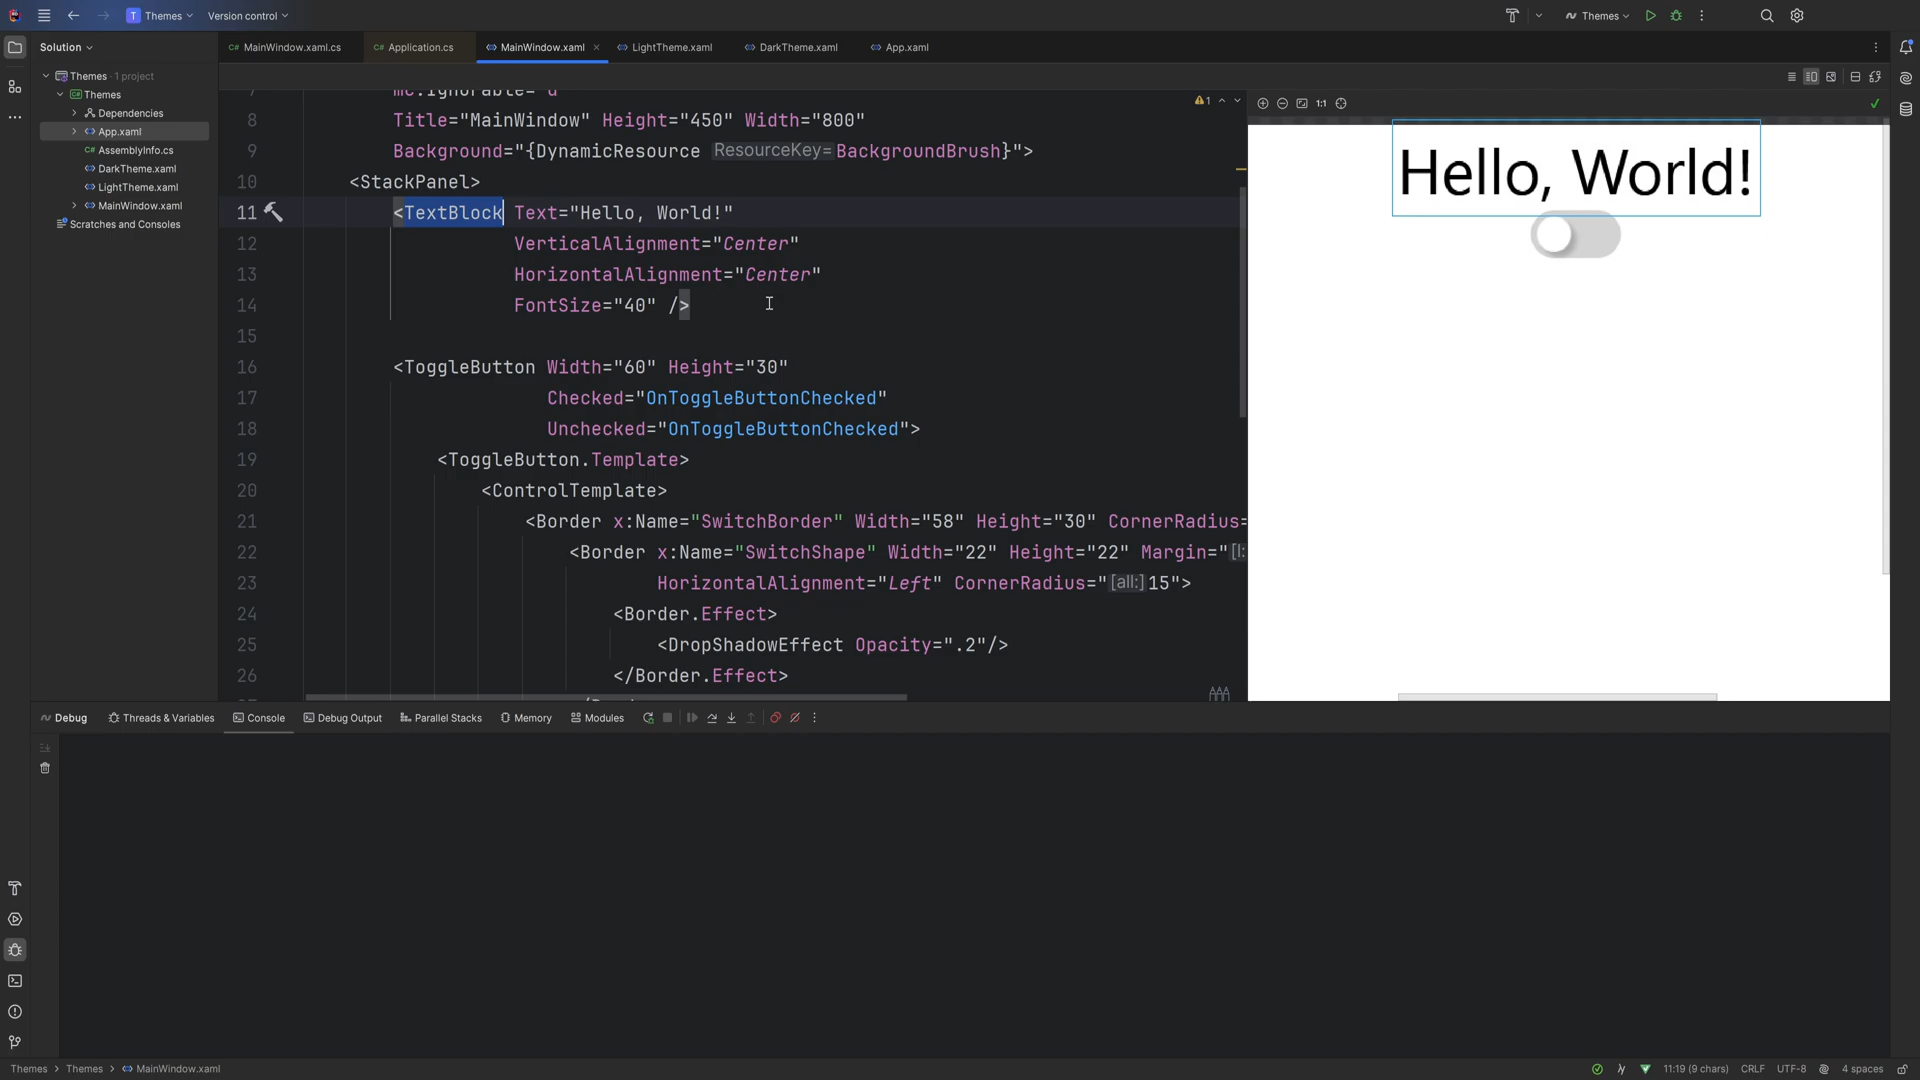 T Themes Version control Themes
Solution
MainWindow.xaml.cs Application.cs MainWindow.xaml LightTheme.xaml DarkTheme.xaml App.xaml
Themes · 1 project
Themes
Dependencies
App.xaml
AssemblyInfo.cs
DarkTheme.xaml
LightTheme.xaml
MainWindow.xaml
Scratches and Consoles
7 mc:Ignorable="d"
8 Title="MainWindow" Height="450" Width="800"
9 Background="{DynamicResource ResourceKey=BackgroundBrush}">
10 <StackPanel>
11 <TextBlock Text="Hello, World!"
12 VerticalAlignment="Center"
13 HorizontalAlignment="Center"
14 FontSize="40" />
15
16 <ToggleButton Width="60" Height="30"
17 Checked="OnToggleButtonChecked"
18 Unchecked="OnToggleButtonChecked">
19 <ToggleButton.Template>
20 <ControlTemplate>
21 <Border x:Name="SwitchBorder" Width="58" Height="30" CornerRadius=
22 <Border x:Name="SwitchShape" Width="22" Height="22" Margin="[l:
23 HorizontalAlignment="Left" CornerRadius="[all:]15">
24 <Border.Effect>
25 <DropShadowEffect Opacity=".2"/>
26 </Border.Effect>
1
1:1
Hello, World!
Debug Threads & Variables Console Debug Output Parallel Stacks Memory Modules
Themes > Themes > MainWindow.xaml 11:19 (9 chars) CRLF UTF-8 4 spaces